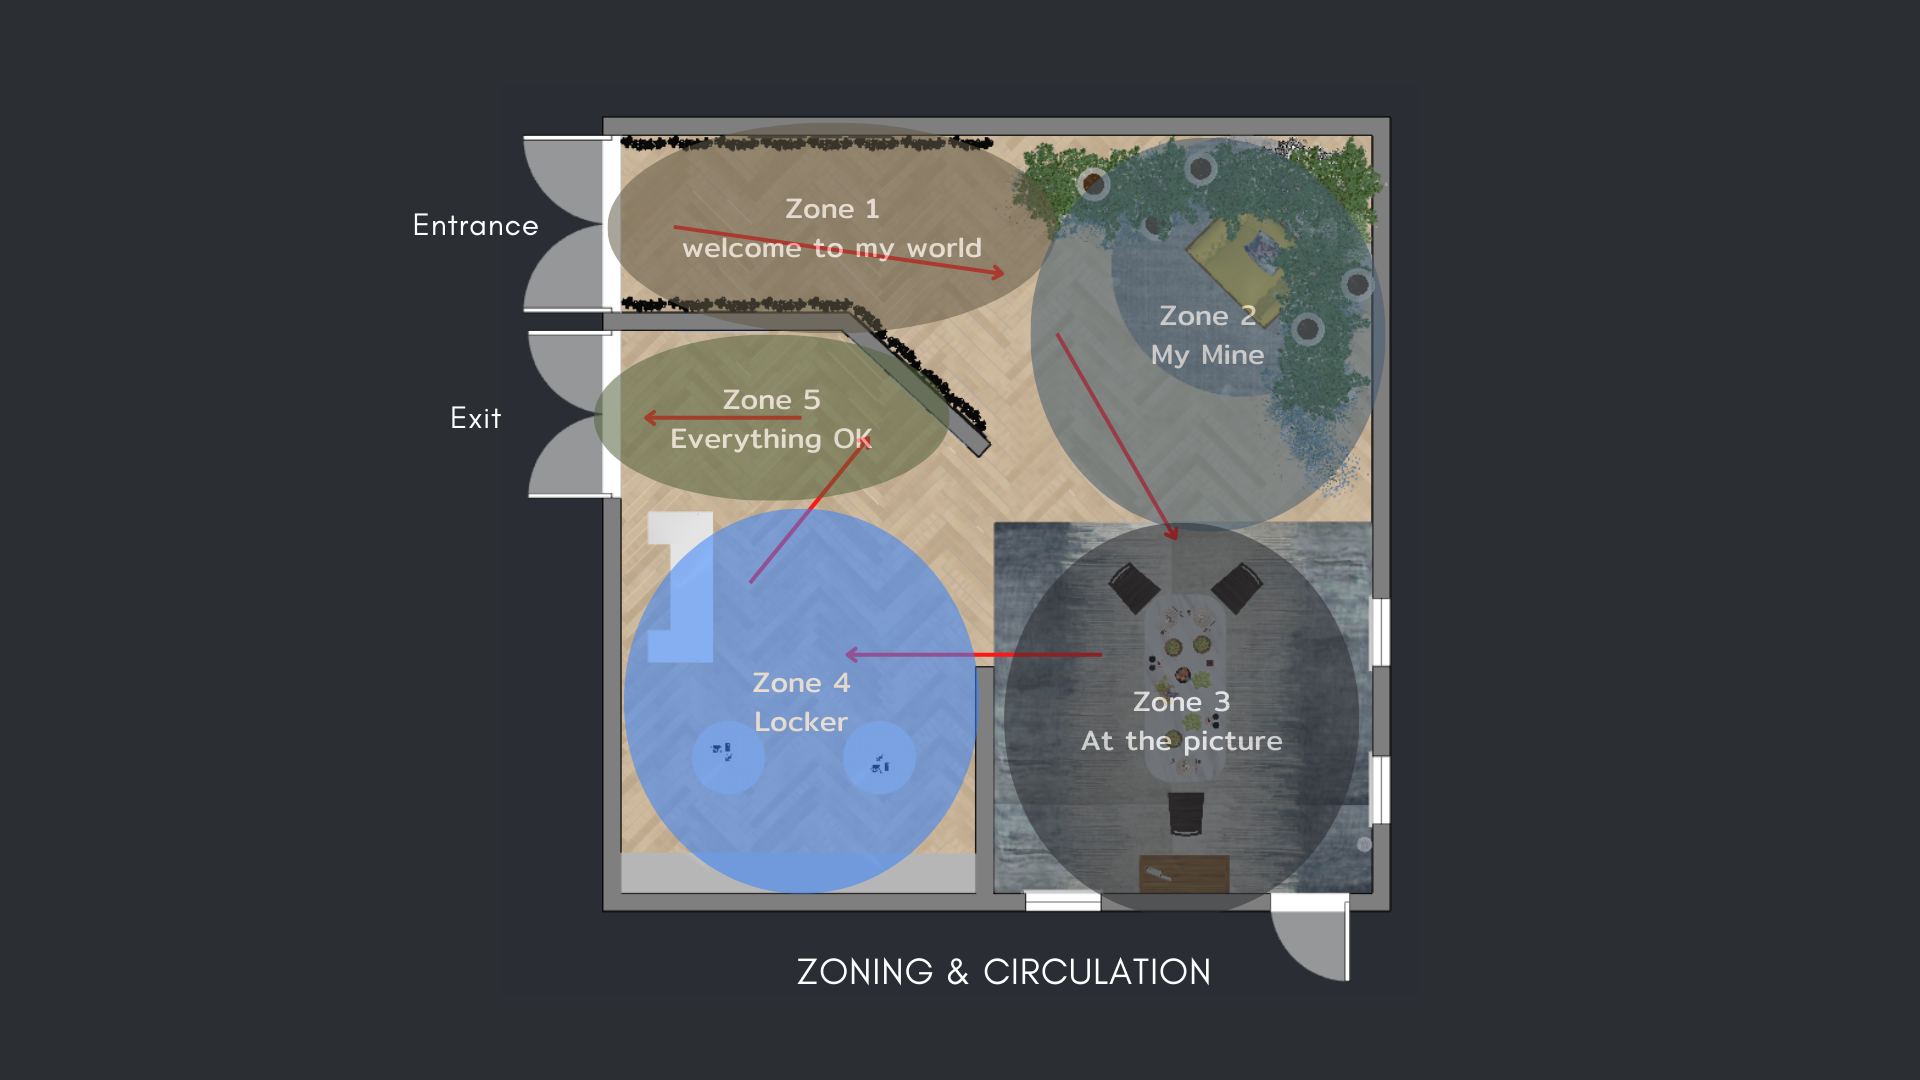 Entrance
Zone 1
welcome to my world
Zone 2
My Mine
Exit
Zone 5
Everything OK
Zone 4
Locker
Zone 3
At the picture
ZONING & CIRCULATION